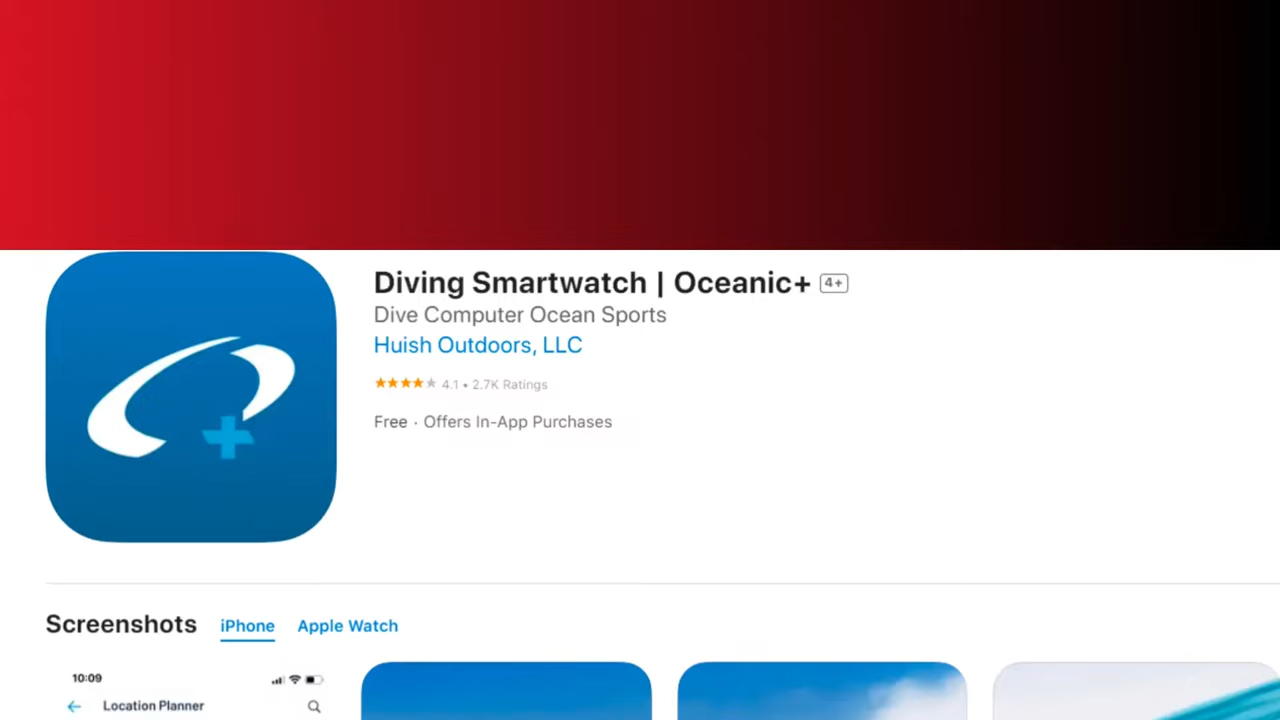 Diving Smartwatch | Oceanic+ 4+
Dive Computer Ocean Sports
Huish Outdoors, LLC
★★★★★ 4.1 • 2.7K Ratings
Free · Offers In-App Purchases
Screenshots iPhone Apple Watch
10:09
Location Planner